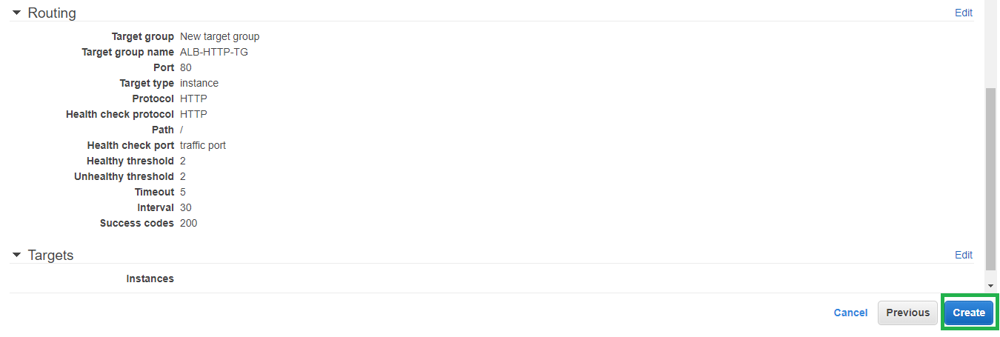 Routing Edit
Target group New target group
Target group name ALB-HTTP-TG
Port 80
Target type instance
Protocol HTTP
Health check protocol HTTP
Path /
Health check port traffic port
Healthy threshold 2
Unhealthy threshold 2
Timeout 5
Interval 30
Success codes 200
Targets Edit
Instances
Cancel Previous Create